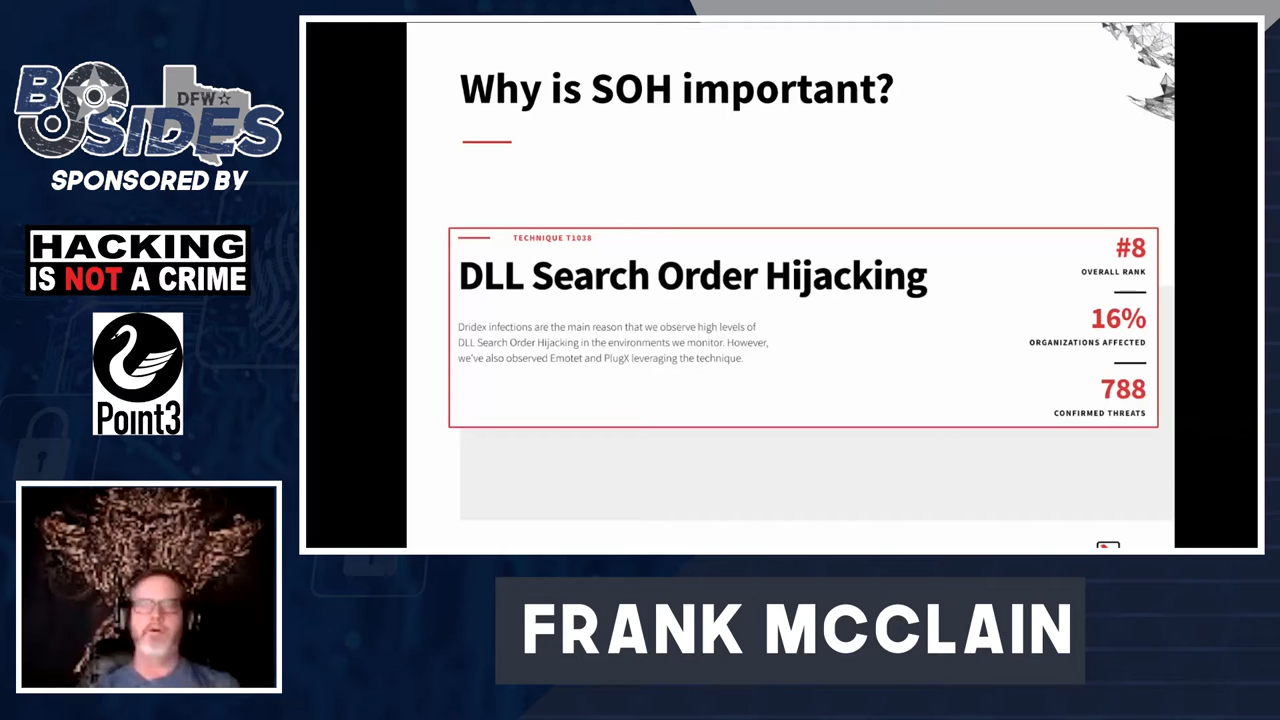 BSIDES
DFW
SPONSORED BY
HACKING
IS NOT A CRIME
Point3
Why is SOH important?
TECHNIQUE T1038
DLL Search Order Hijacking
Dridex infections are the main reason that we observe high levels of
DLL Search Order Hijacking in the environments we monitor. However,
we've also observed Emotet and PlugX leveraging the technique.
#8
OVERALL RANK
16%
ORGANIZATIONS AFFECTED
788
CONFIRMED THREATS
FRANK MCCLAIN